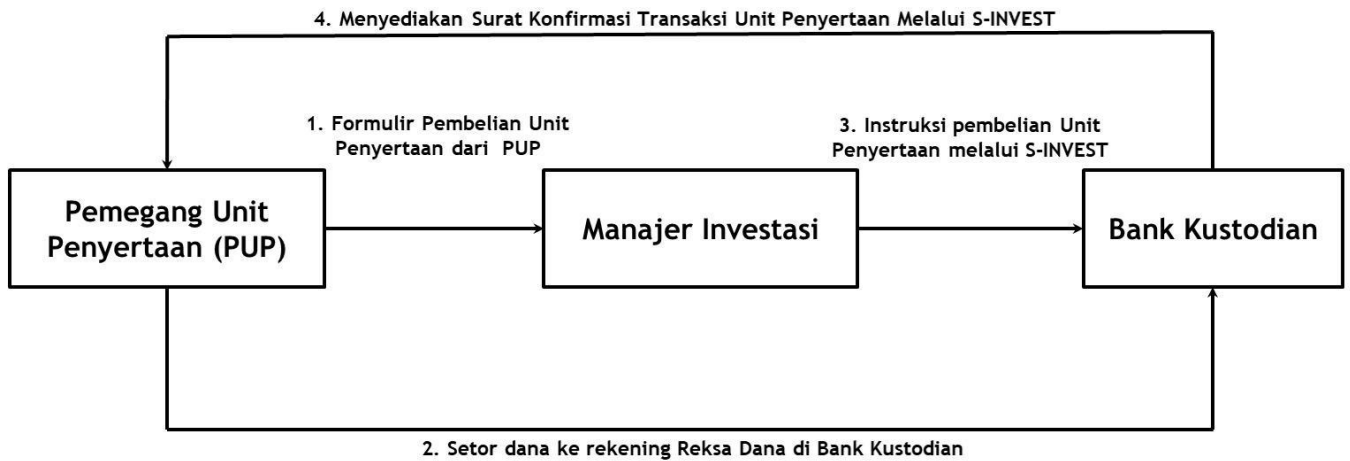 4. Menyediakan Surat Konfirmasi Transaksi Unit Penyertaan Melalui S-INVEST
1. Formulir Pembelian Unit
Penyertaan dari PUP
3. Instruksi pembelian Unit
Penyertaan melalui S-INVEST
Pemegang Unit
Penyertaan (PUP)
Manajer Investasi
Bank Kustodian
2. Setor dana ke rekening Reksa Dana di Bank Kustodian